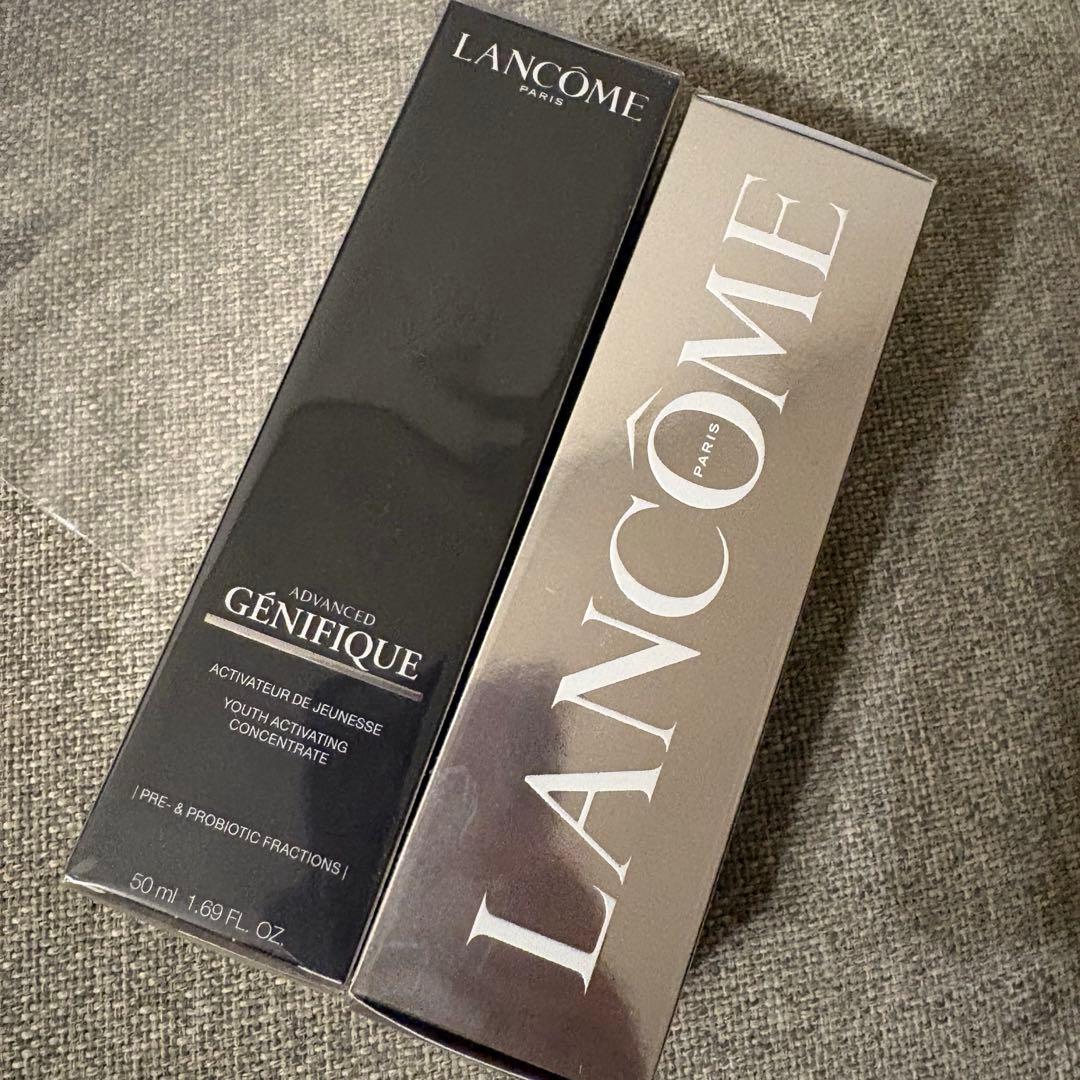 LANCÔME
PARIS
ADVANCED
GÉNIFIQUE
ACTIVATEUR DE JEUNESSE
YOUTH ACTIVATING
CONCENTRATE
| PRE- & PROBIOTIC FRACTIONS |
50 ml 1.69 FL. OZ.
LANCÔME
PARIS